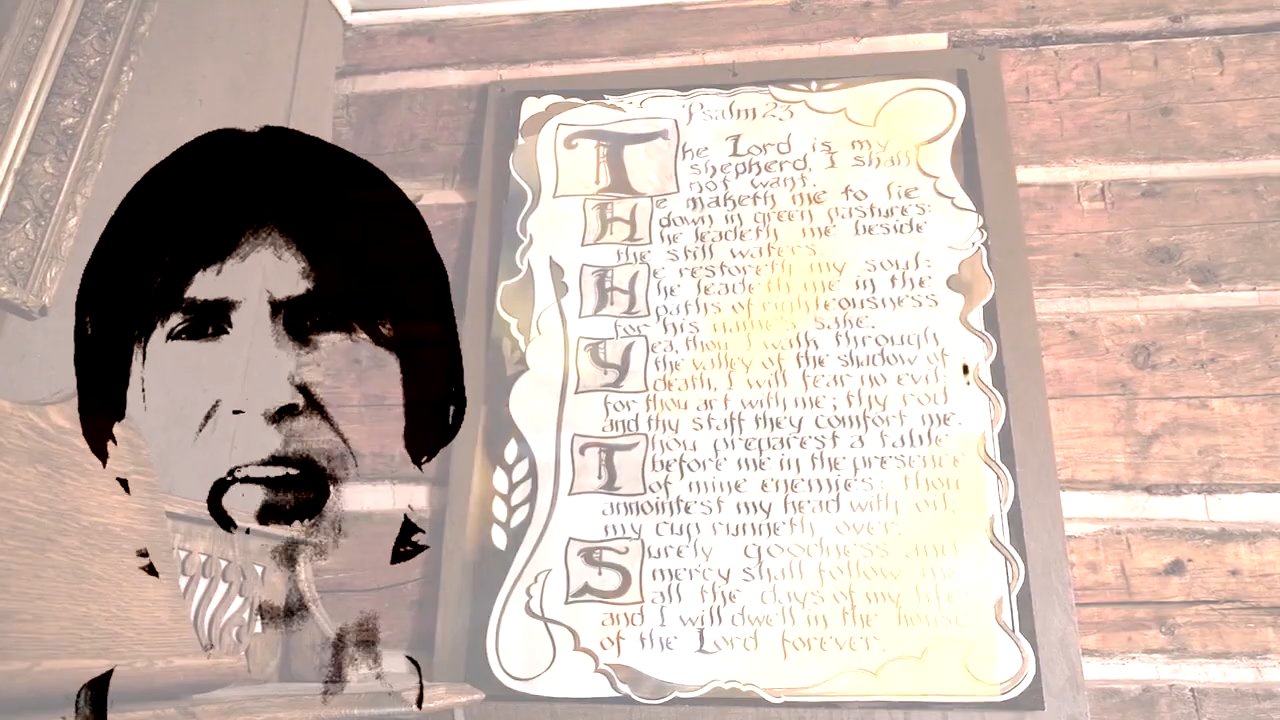 Psalm 23
The Lord is my
shepherd, I shall
not want.
He maketh me to lie
down in green pastures:
he leadeth me beside
the still waters.
He restoreth my soul:
he leadeth me in the
paths of righteousness
for his name's sake.
Yea, thou I walk through
the valley of the shadow of
death, I will fear no evil:
for thou art with me; thy rod
and thy staff they comfort me.
Thou preparest a table
before me in the presence
of mine enemies: thou
annointest my head with oil:
my cup runneth over.
Surely goodness and
mercy shall follow me
all the days of my life
and I will dwell in the house
of the Lord forever.